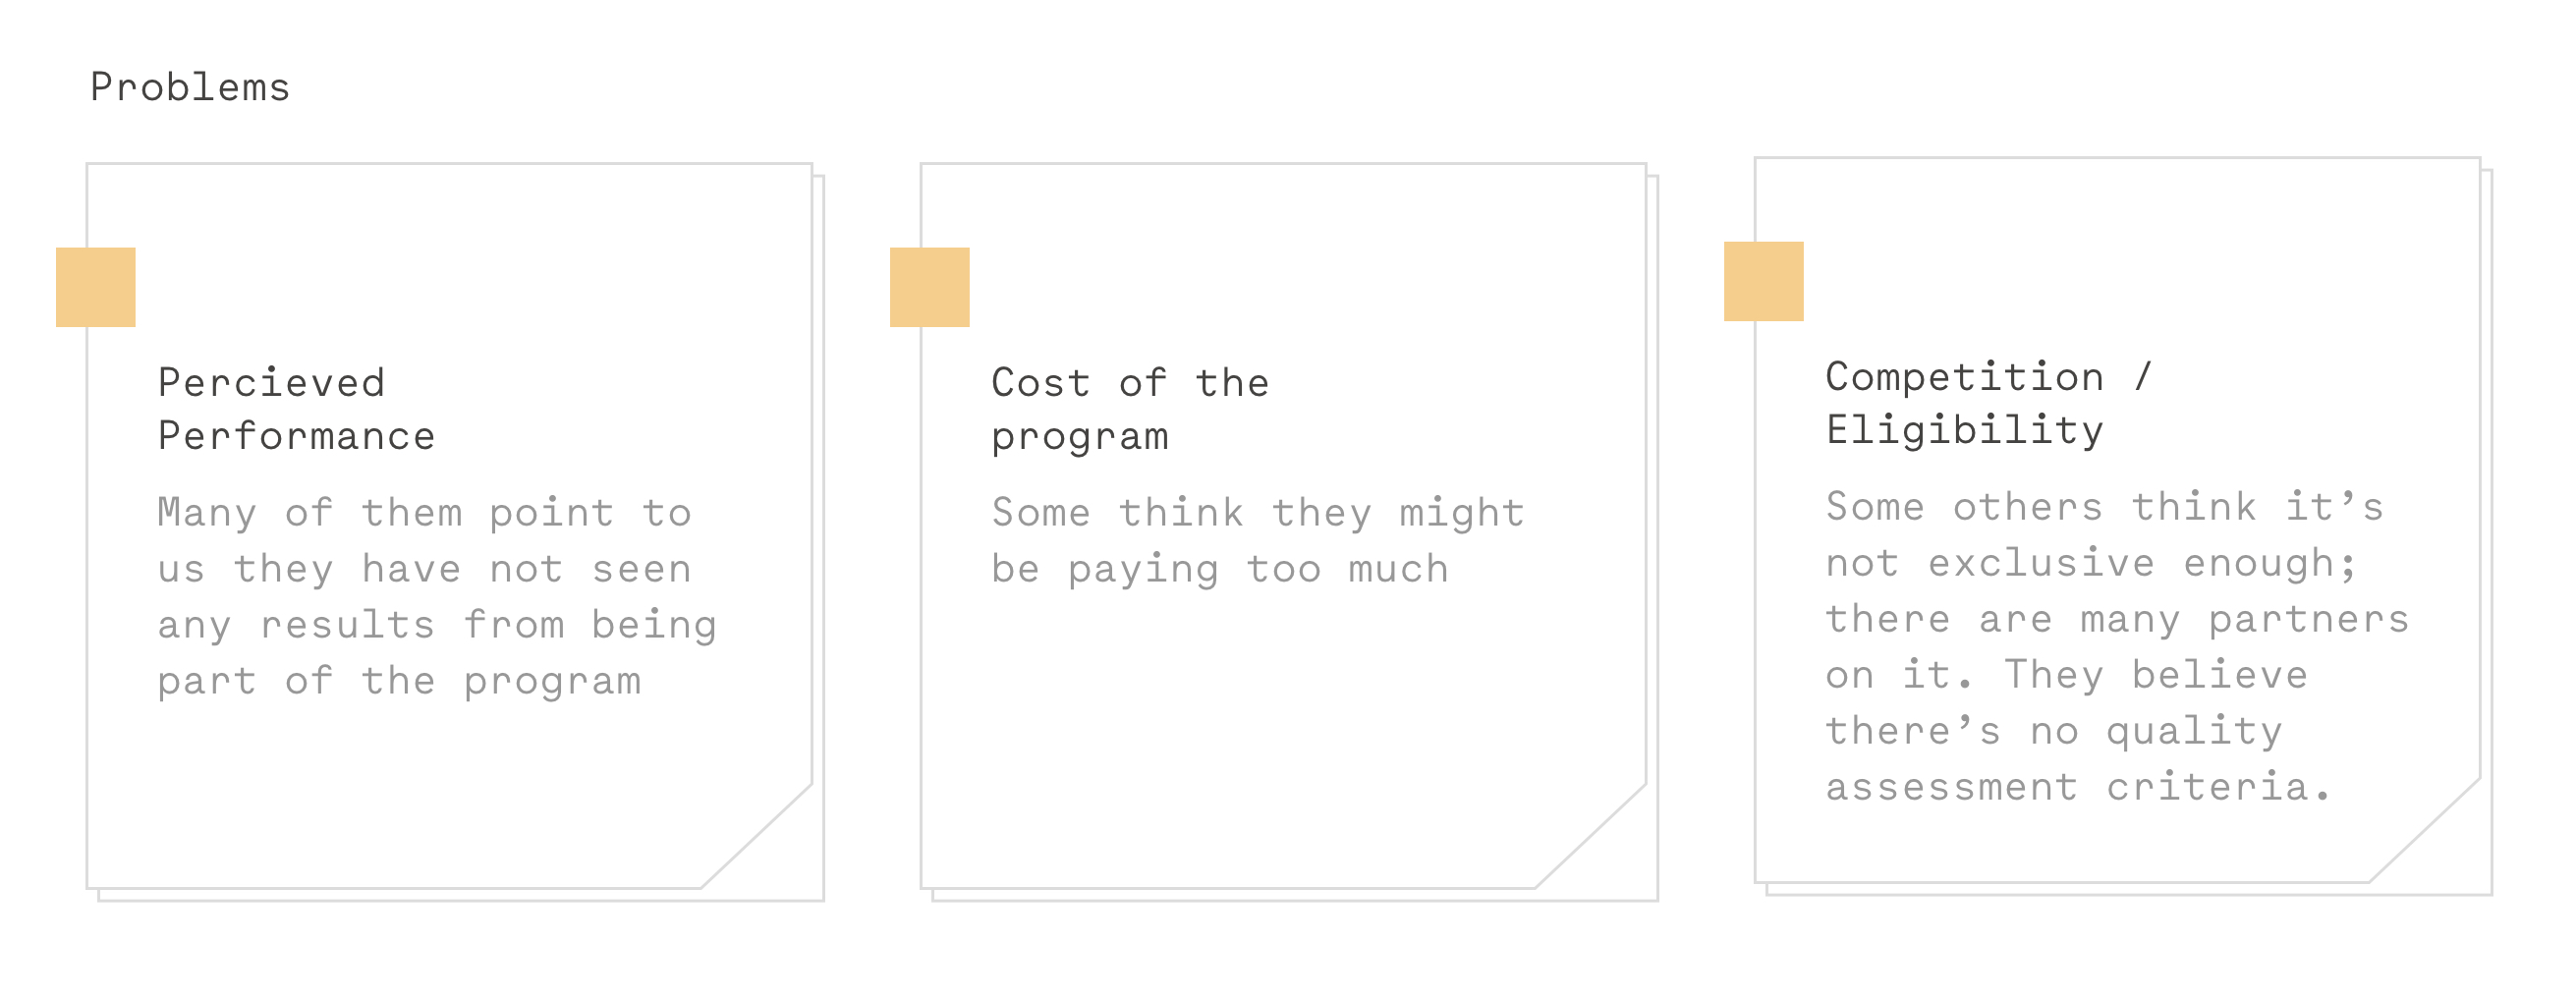 Problems
Percieved
Performance
Many of them point to
us they have not seen
any results from being
part of the program
Cost of the
program
Some think they might
be paying too much
Competition /
Eligibility
Some others think it’s
not exclusive enough;
there are many partners
on it. They believe
there’s no quality
assessment criteria.